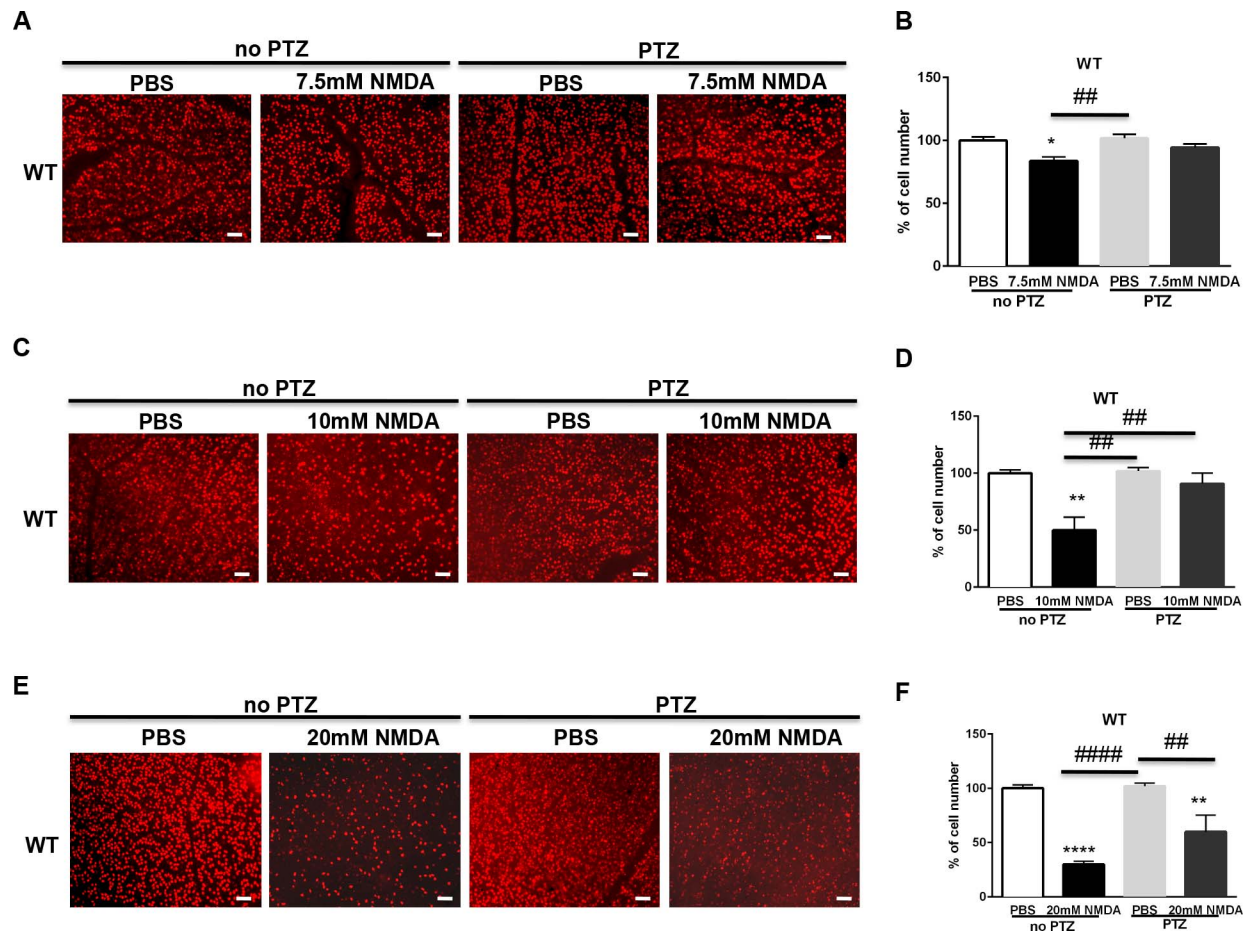 A
no PTZ PTZ
PBS 7.5mM NMDA PBS 7.5mM NMDA
WT
B
WT
##
*
150
100
50
0
% of cell number
PBS 7.5mM NMDA PBS 7.5mM NMDA
no PTZ PTZ
C
no PTZ PTZ
PBS 10mM NMDA PBS 10mM NMDA
WT
D
WT
##
##
**
150
100
50
0
% of cell number
PBS 10mM NMDA PBS 10mM NMDA
no PTZ PTZ
E
no PTZ PTZ
PBS 20mM NMDA PBS 20mM NMDA
WT
F
WT
#### ##
**** **
150
100
50
0
% of cell number
PBS 20mM NMDA PBS 20mM NMDA
no PTZ PTZ